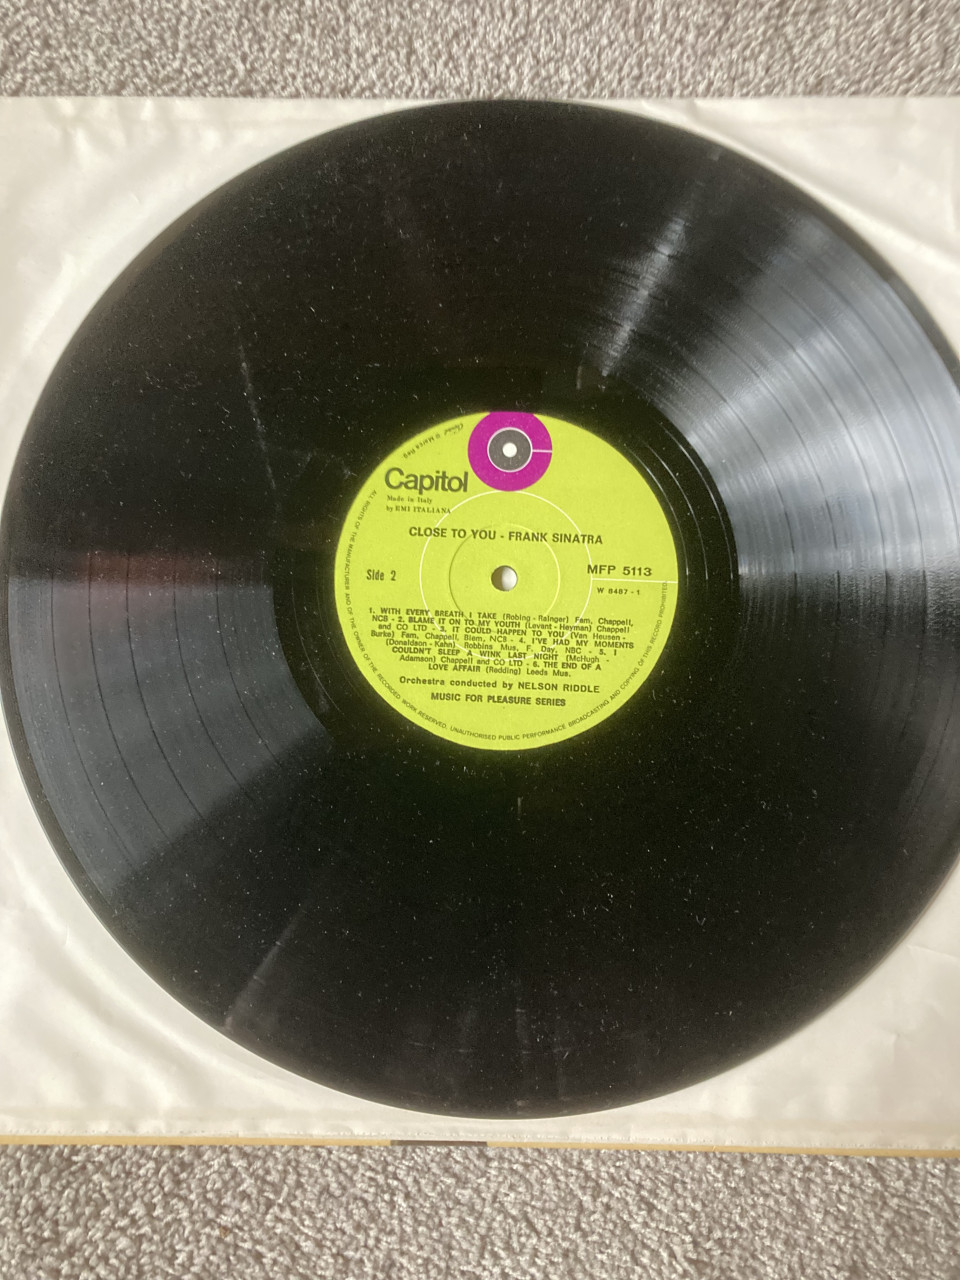 Capitol
Made in Italy
by EMI ITALIANA
CLOSE TO YOU - FRANK SINATRA
Side 2
MFP 5113
W 8487 - 1
1. WITH EVERY BREATH I TAKE (Robing - Rainger) Fam, Chappell,
NCB - 2. BLAME IT ON TO MY YOUTH (Levant - Heyman) Chappell
and CO LTD - 3. IT COULD HAPPEN TO YOU (Van Heusen -
Burke) Fam, Chappell, Biem, NCB - 4. I'VE HAD MY MOMENTS
(Donaldson - Kahn), Robbins Mus, F. Day, NBC - 5. I
COULDN'T SLEEP A WINK LAST NIGHT (McHugh -
Adamson) Chappell and CO LTD - 6. THE END OF A
LOVE AFFAIR (Redding) Leeds Mus.
Orchestra conducted by NELSON RIDDLE
MUSIC FOR PLEASURE SERIES
ALL RIGHTS OF THE MANUFACTURER AND OF THE OWNER OF THE RECORDED WORK RESERVED. UNAUTHORISED PUBLIC PERFORMANCE BROADCASTING AND COPYING OF THIS RECORD PROHIBITED.